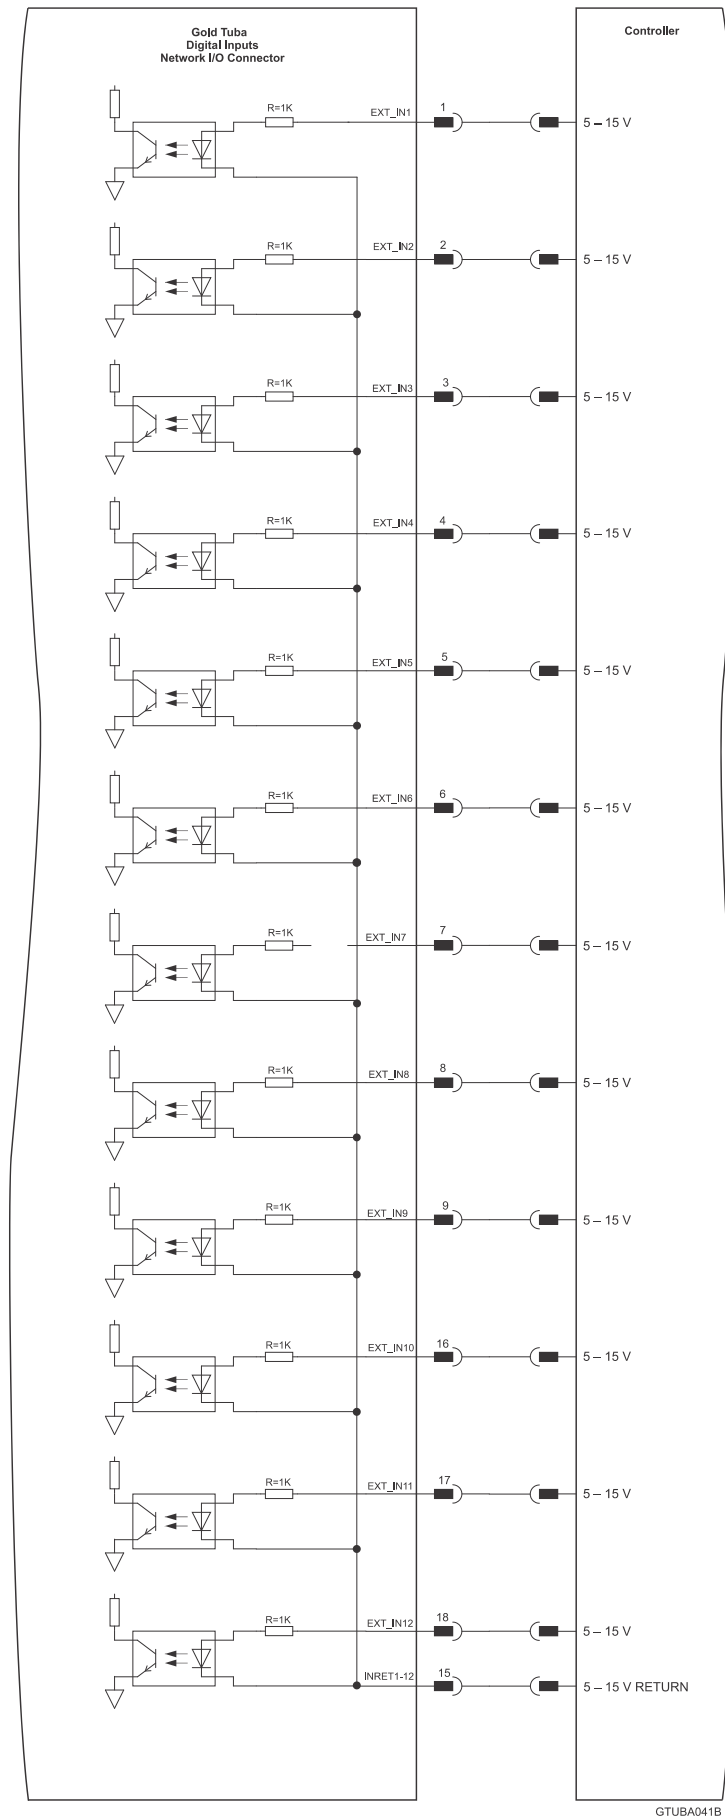 Gold Tuba
Digital Inputs
Network I/O Connector
Controller
R=1K EXT_IN1 1 5 – 15 V
R=1K EXT_IN2 2 5 – 15 V
R=1K EXT_IN3 3 5 – 15 V
R=1K EXT_IN4 4 5 – 15 V
R=1K EXT_IN5 5 5 – 15 V
R=1K EXT_IN6 6 5 – 15 V
R=1K EXT_IN7 7 5 – 15 V
R=1K EXT_IN8 8 5 – 15 V
R=1K EXT_IN9 9 5 – 15 V
R=1K EXT_IN10 16 5 – 15 V
R=1K EXT_IN11 17 5 – 15 V
R=1K EXT_IN12 18 5 – 15 V
INRET1-12 15 5 – 15 V RETURN
GTUBA041B